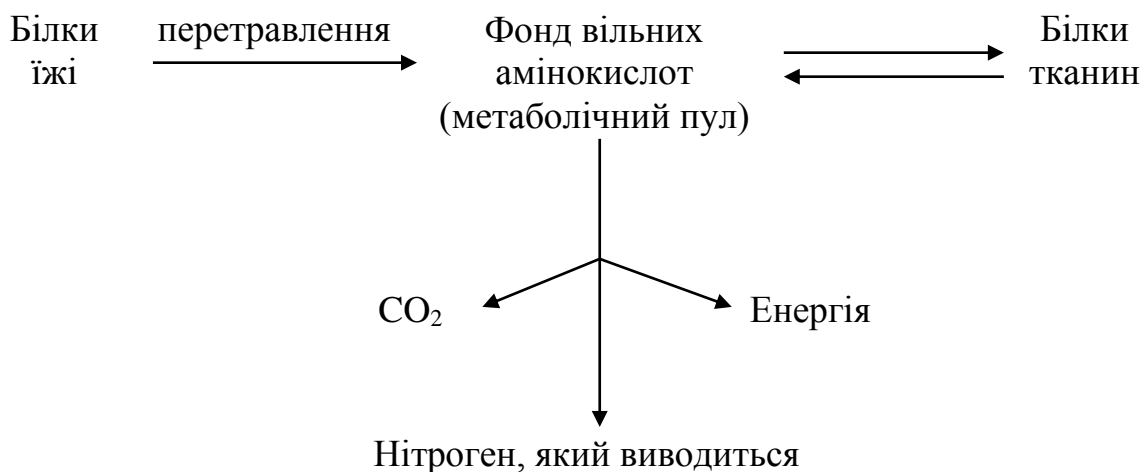 Білки їжі
перетравлення
Фонд вільних
амінокислот
(метаболічний пул)
Білки
тканин
CO₂
Енергія
Нітроген, який виводиться